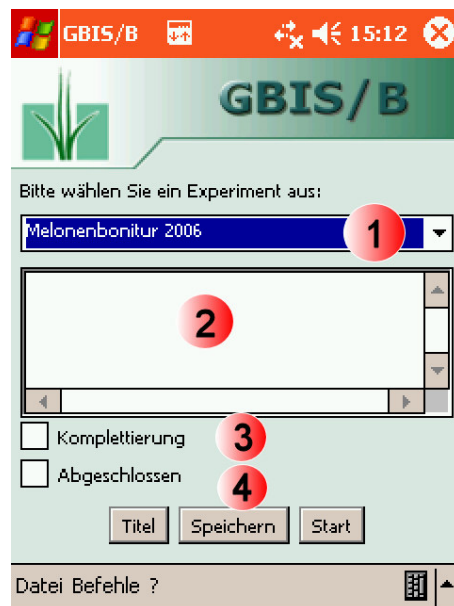 GBIS/B 15:12
GBIS/B
Bitte wählen Sie ein Experiment aus:
Melonenbonitur 2006 1
2
Komplettierung 3
Abgeschlossen
4
Titel Speichern Start
Datei Befehle ?